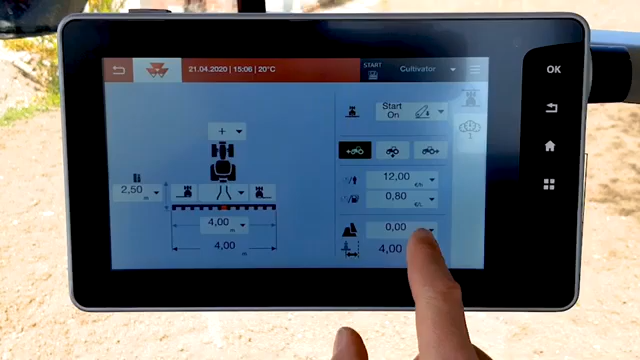 21.04.2020 | 15:06 | 20°C
START
Cultivator
OK
Start
On
+
12,00
€/h
2,50
m
0,80
€/L
4,00
m
0,00
4,00
m
4,00
1